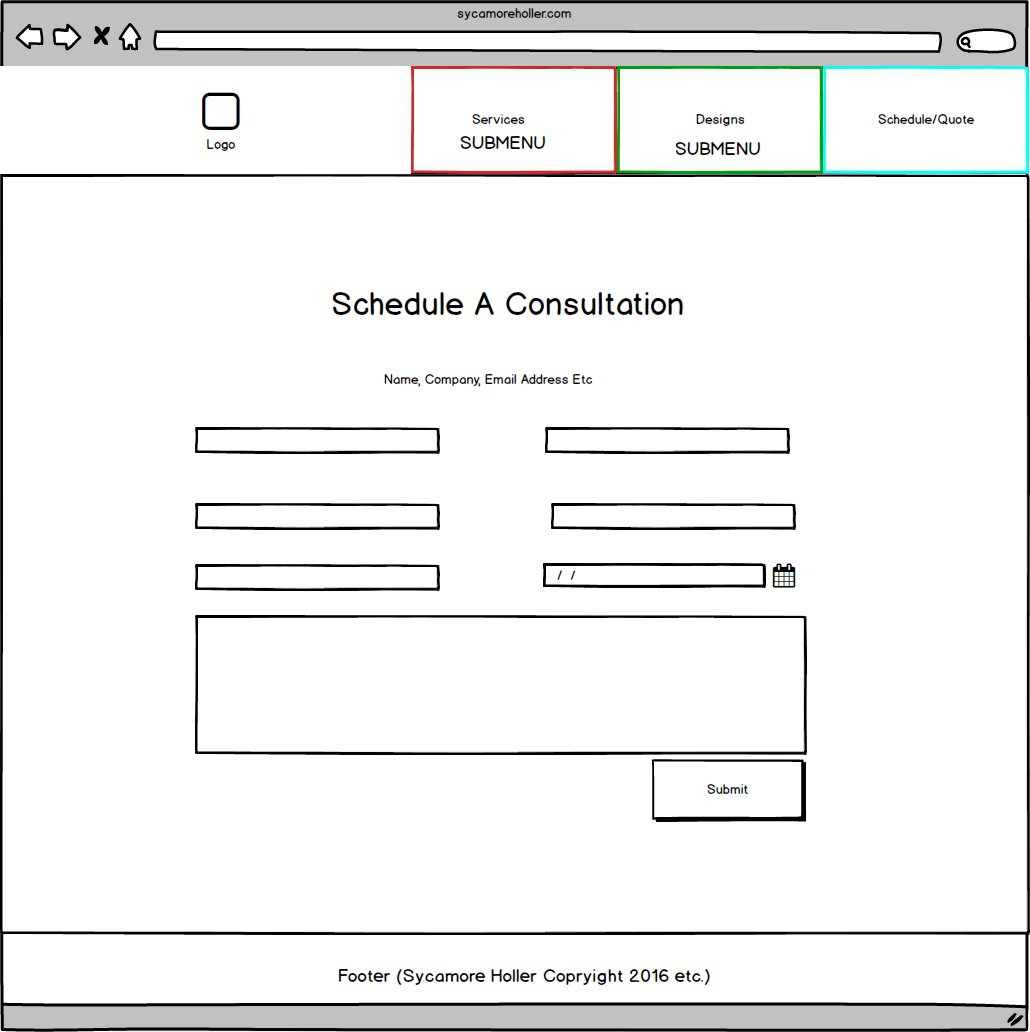 sycamoreholler.com
Logo
Services
SUBMENU
Designs
SUBMENU
Schedule/Quote
Schedule A Consultation
Name, Company, Email Address Etc
/ /
Submit
Footer (Sycamore Holler Copryight 2016 etc.)